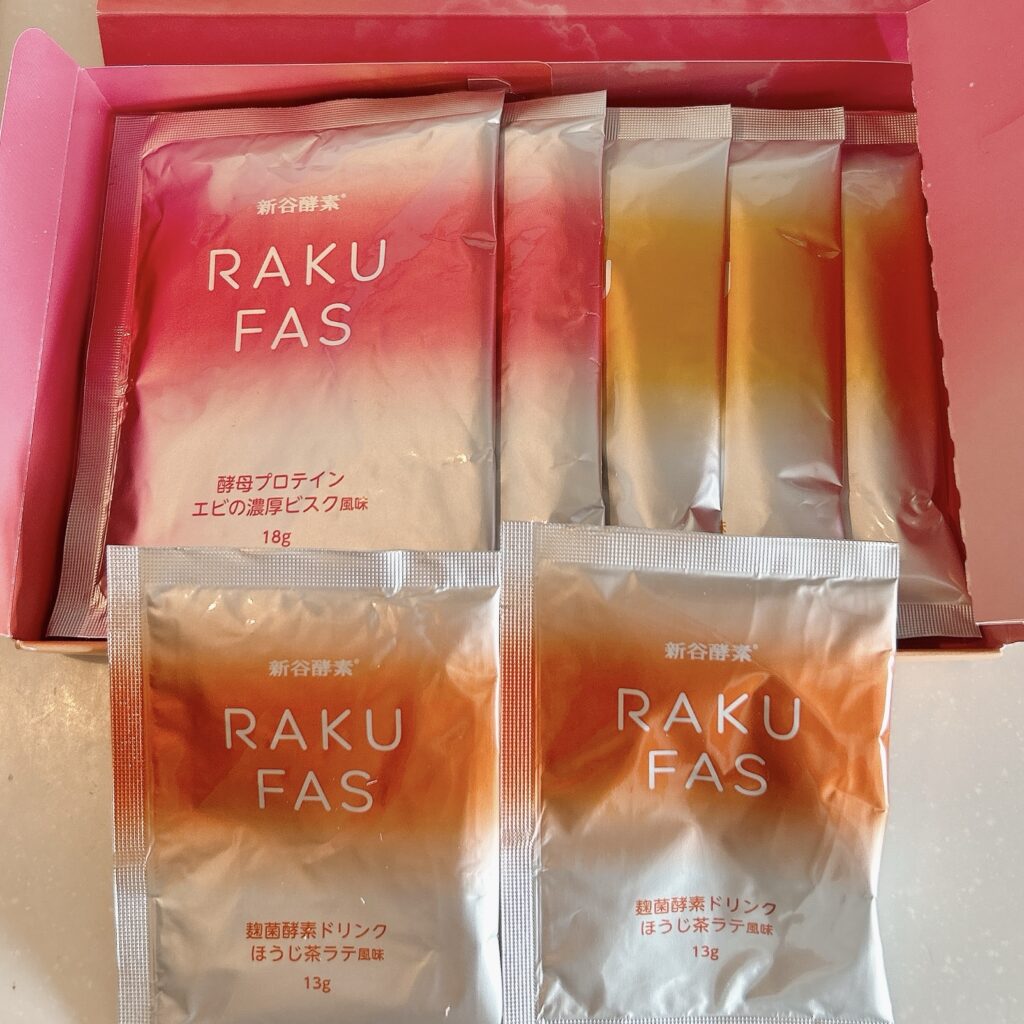 新谷酵素®
RAKU
FAS
酵母プロテイン
エビの濃厚ビスク風味
18g
新谷酵素®
RAKU
FAS
麹菌酵素ドリンク
ほうじ茶ラテ風味
13g
新谷酵素®
RAKU
FAS
麹菌酵素ドリンク
ほうじ茶ラテ風味
13g